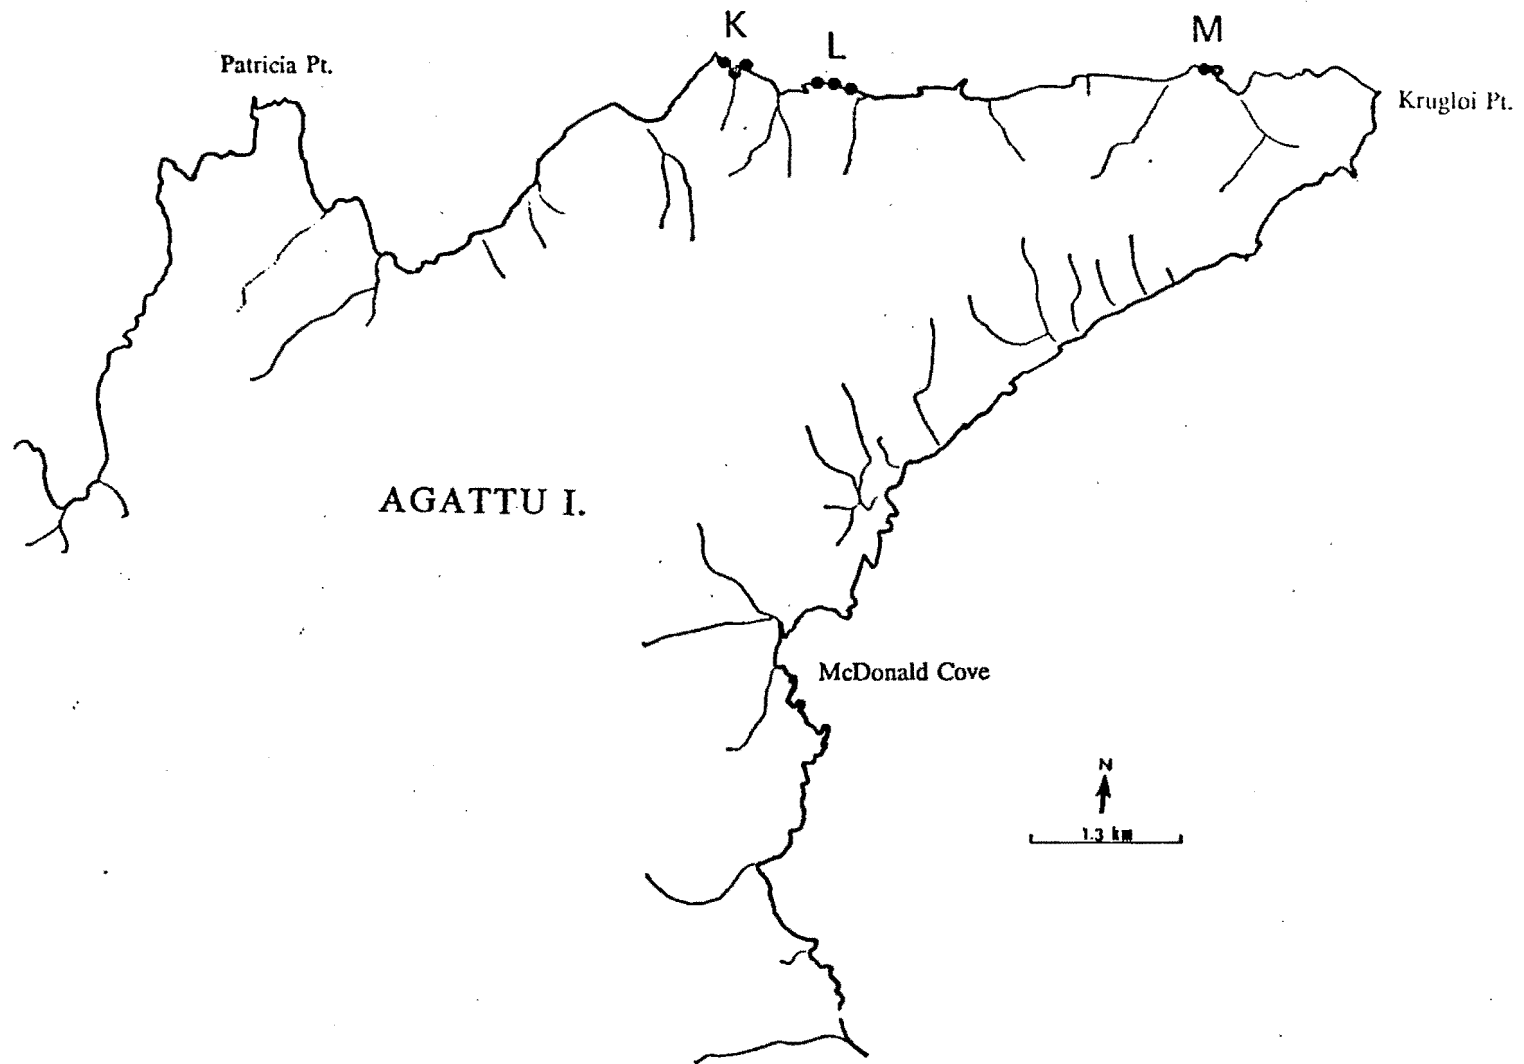 K
L
M
Patricia Pt.
Krugloi Pt.
AGATTU I.
McDonald Cove
N
1.3 km